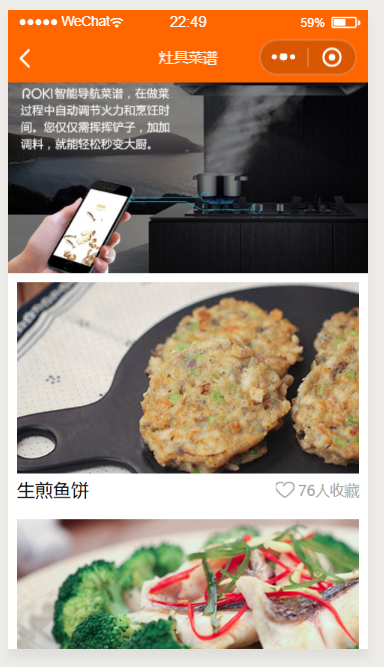 WeChat 22:49 59%
灶具菜谱
ROKI智能导航菜谱，在做菜
过程中自动调节火力和烹饪时
间。您仅仅需挥挥铲子，加加
调料，就能轻松秒变大厨。
生煎鱼饼 76人收藏